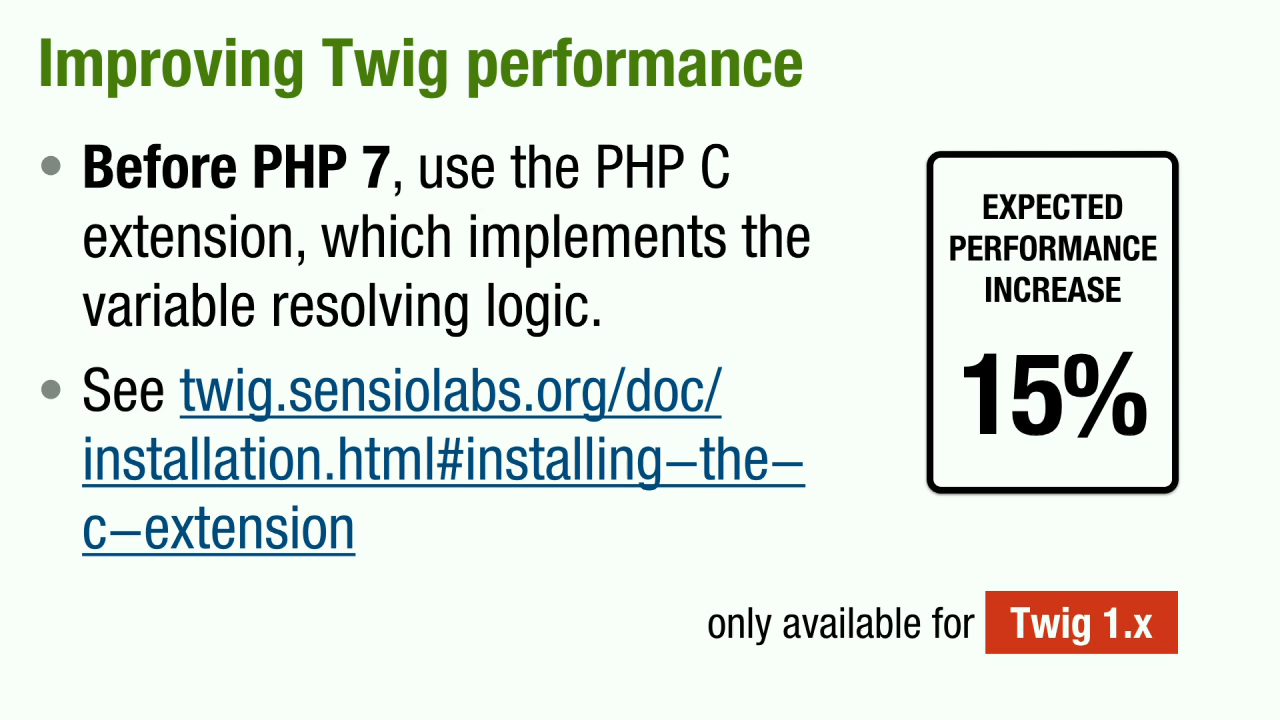 Improving Twig performance
• Before PHP 7, use the PHP C
extension, which implements the
variable resolving logic.
• See twig.sensiolabs.org/doc/
installation.html#installing–the–
c–extension
EXPECTED
PERFORMANCE
INCREASE
15%
only available for Twig 1.x